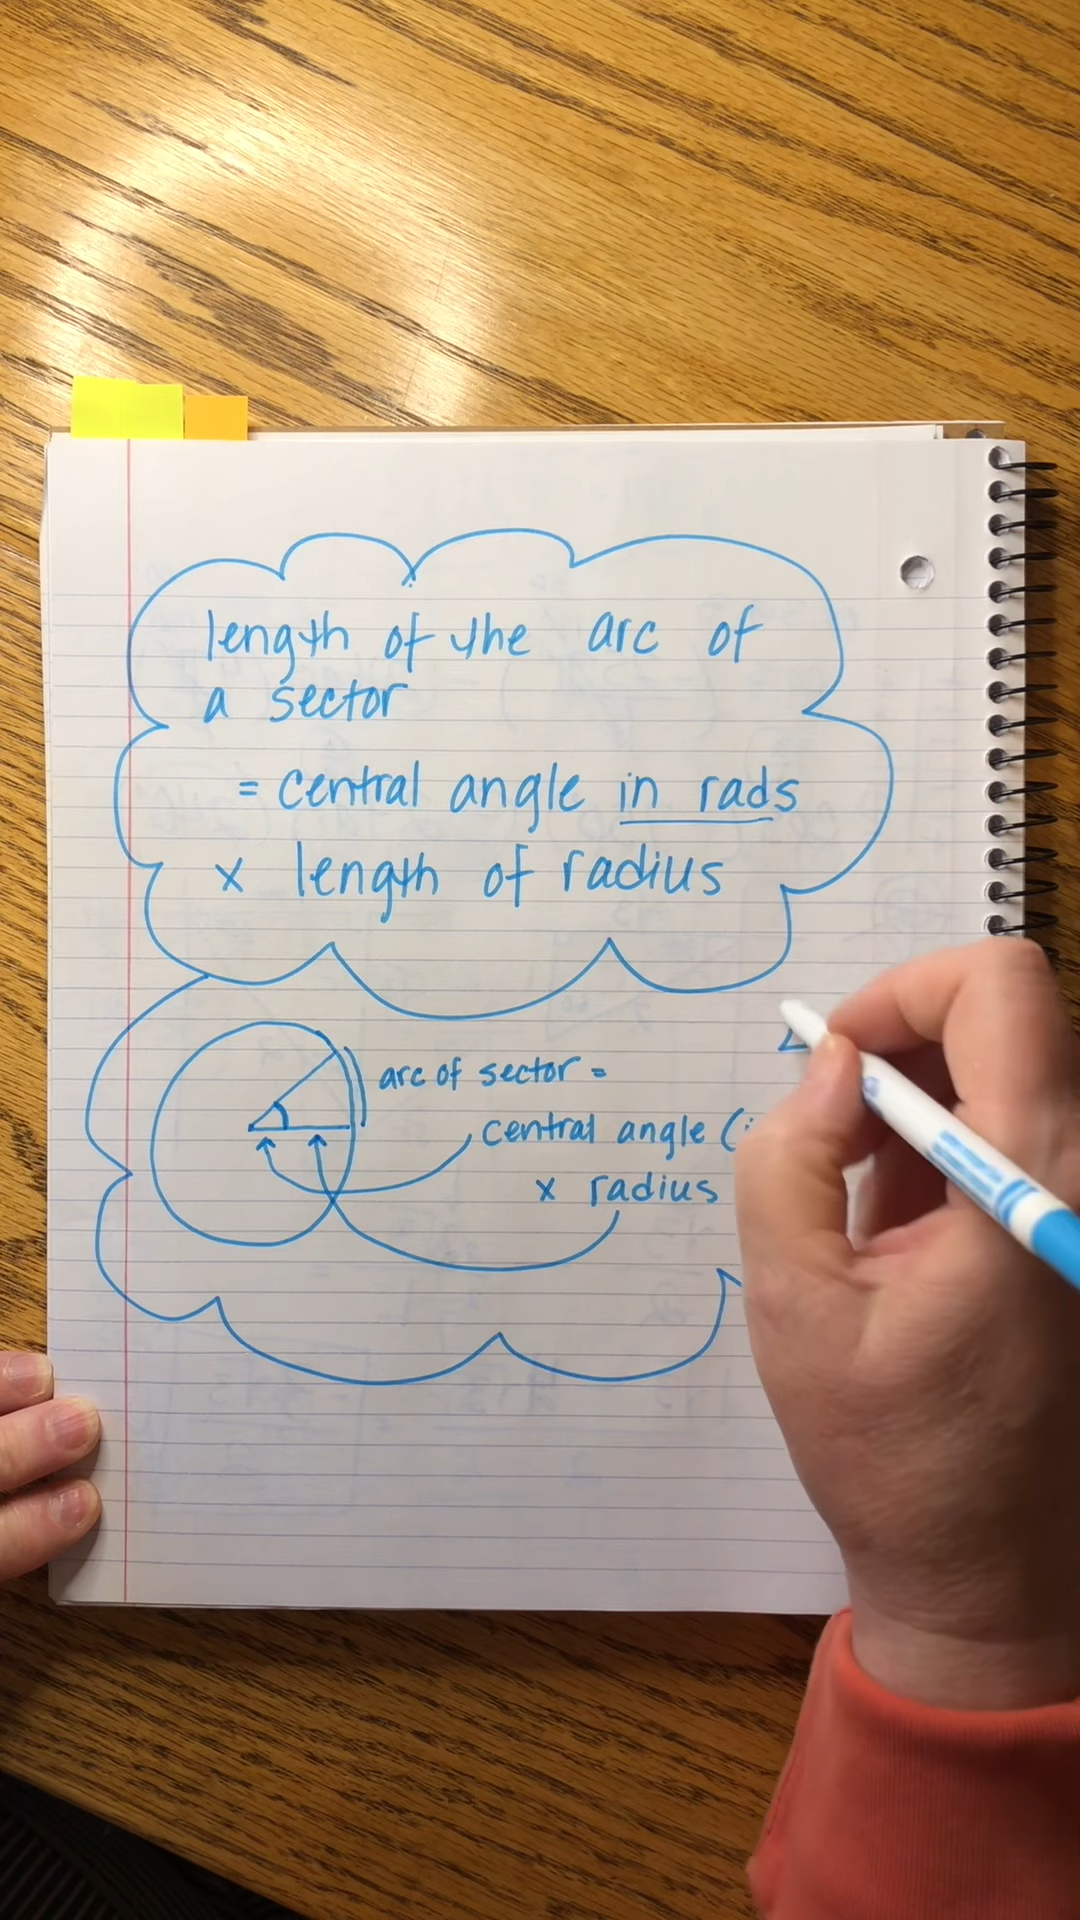 length of the arc of
a sector
= central angle in rads
x length of radius
arc of sector =
central angle (
x radius